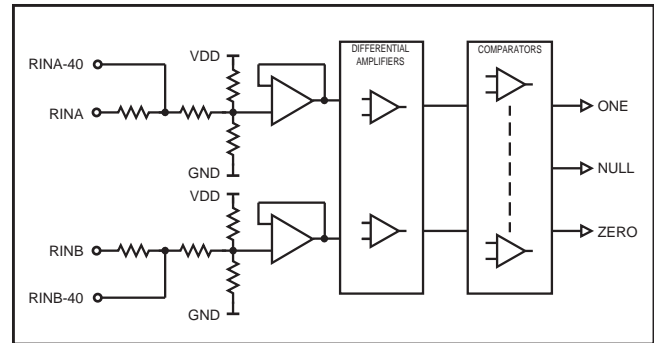 DIFFERENTIAL
AMPLIFIERS
COMPARATORS
RINA-40
VDD
RINA
ONE
GND
NULL
VDD
RINB
ZERO
RINB-40
GND